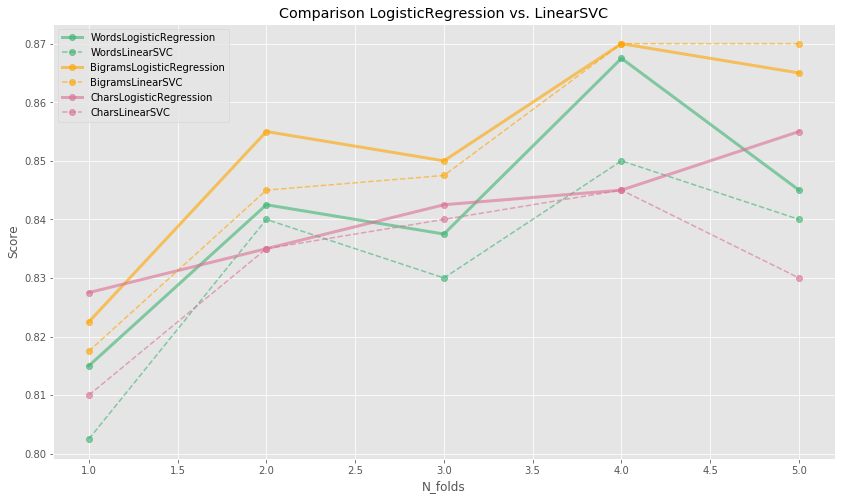 Comparison LogisticRegression vs. LinearSVC
WordsLogisticRegression
WordsLinearSVC
BigramsLogisticRegression
BigramsLinearSVC
CharsLogisticRegression
CharsLinearSVC
Score
0.87
0.86
0.85
0.84
0.83
0.82
0.81
0.80
1.0 1.5 2.0 2.5 3.0 3.5 4.0 4.5 5.0
N_folds